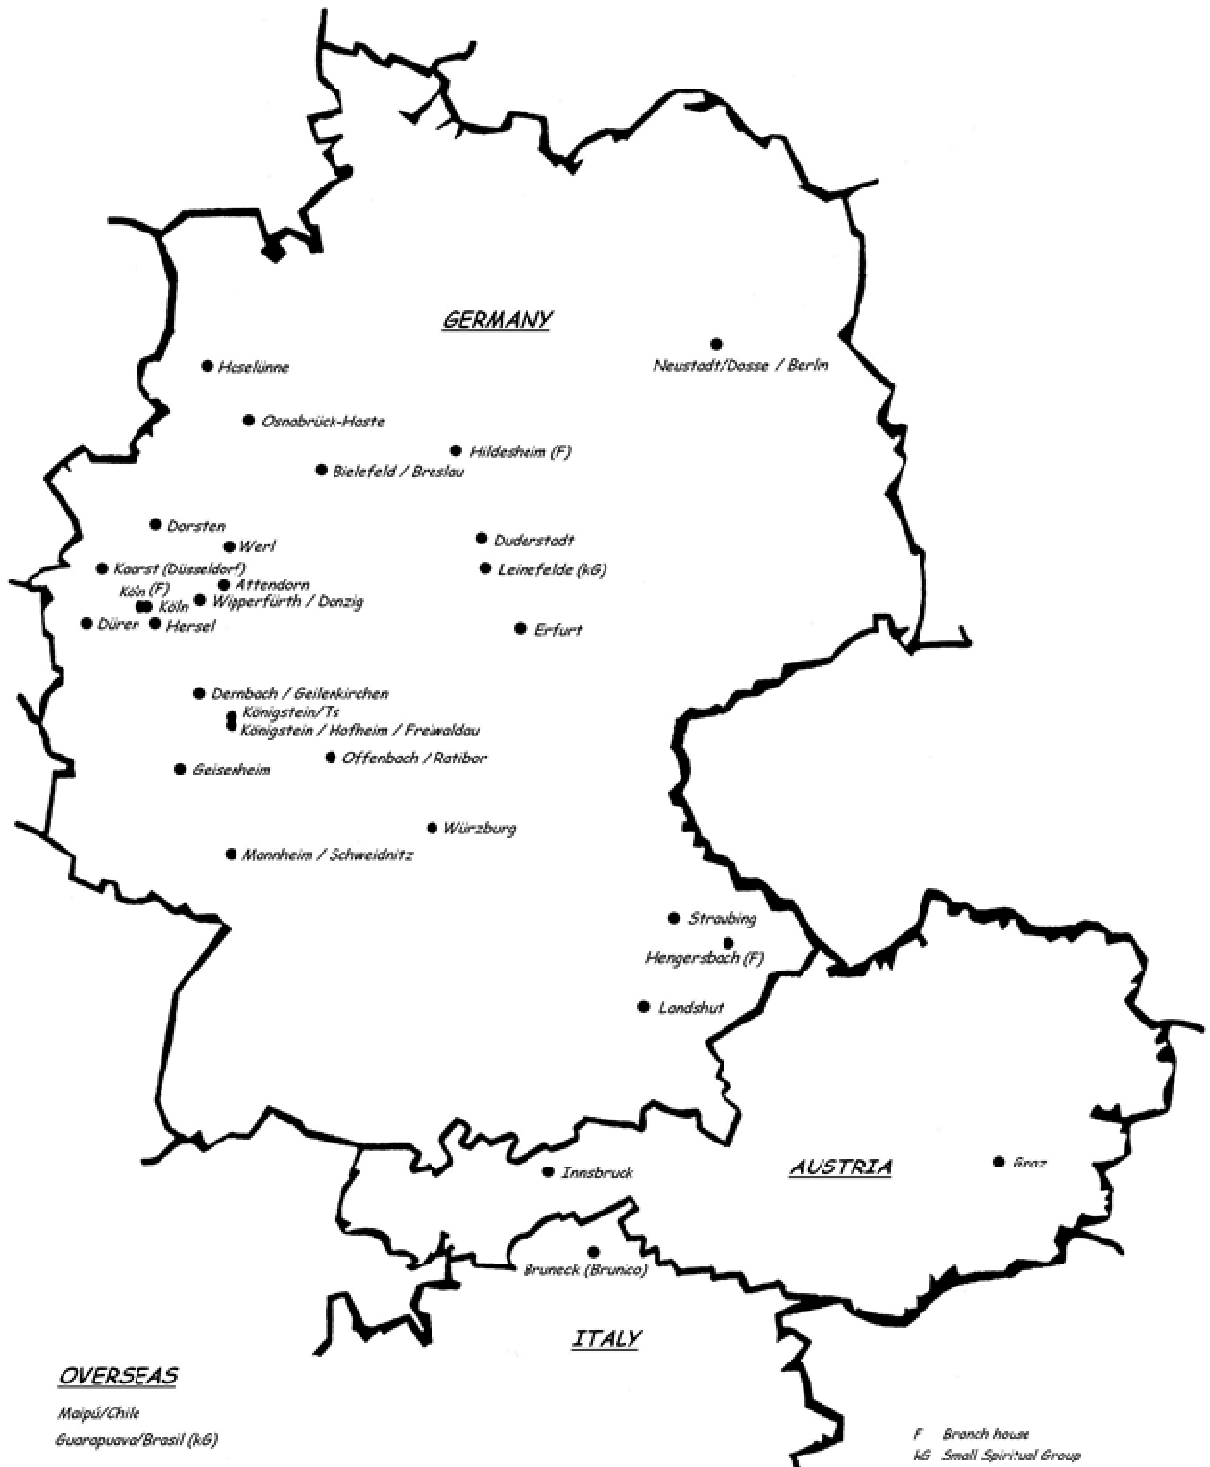 GERMANY
Neustadt/Dosse / Berlin
Haselünne
Osnabrück-Haste
Hildesheim (F)
Bielefeld / Breslau
Dorsten
Werl
Duderstadt
Kaarst (Düsseldorf)
Leinefelde (kG)
Attendorn
Köln (F)
Köln
Wipperfürth / Danzig
Düren
Hersel
Erfurt
Dernbach / Geilenkirchen
Königstein/Ts
Königstein / Hofheim / Freiwaldau
Offenbach / Ratibor
Geisenheim
Würzburg
Mannheim / Schweidnitz
Straubing
Hengersbach (F)
Landshut
Innsbruck
AUSTRIA
Graz
Bruneck (Brunico)
ITALY
OVERSEAS
Maipú/Chile
Guarapuava/Brasil (kG)
F Branch house
kG Small Spiritual Group